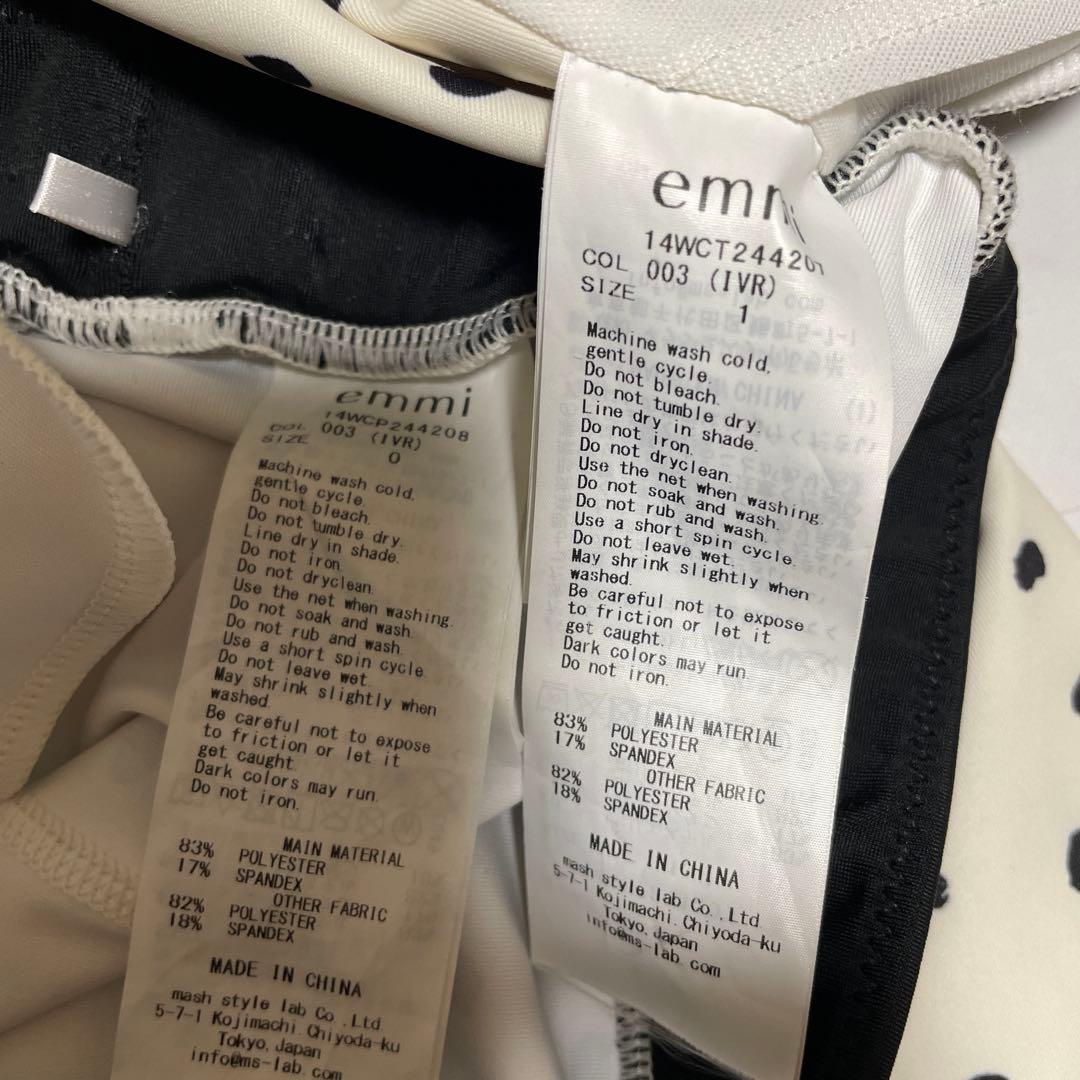 emmi
14WCP244208
COL 003 (IVR)
SIZE 0
Machine wash cold.
gentle cycle.
Do not bleach.
Do not tumble dry.
Line dry in shade.
Do not iron.
Do not dryclean.
Use the net when washing.
Do not soak and wash.
Do not rub and wash.
Use a short spin cycle.
Do not leave wet.
May shrink slightly when
washed.
Be careful not to expose
to friction or let it
get caught.
Dark colors may run.
Do not iron.
MAIN MATERIAL
83% POLYESTER
17% SPANDEX
OTHER FABRIC
82% POLYESTER
18% SPANDEX
MADE IN CHINA
mash style lab Co.,Ltd
5-7-1 Kojimachi.Chiyoda-ku
Tokyo,Japan
info@ms-lab.com
emmi
14WCT244201
COL 003 (IVR)
SIZE 1
Machine wash cold.
gentle cycle.
Do not bleach.
Do not tumble dry.
Line dry in shade.
Do not iron.
Do not dryclean.
Use the net when washing.
Do not soak and wash.
Do not rub and wash.
Use a short spin cycle.
Do not leave wet.
May shrink slightly when
washed.
Be careful not to expose
to friction or let it
get caught.
Dark colors may run.
Do not iron.
MAIN MATERIAL
83% POLYESTER
17% SPANDEX
OTHER FABRIC
82% POLYESTER
18% SPANDEX
MADE IN CHINA
mash style lab Co.,Ltd
5-7-1 Kojimachi.Chiyoda-ku
Tokyo,Japan
info@ms-lab.com